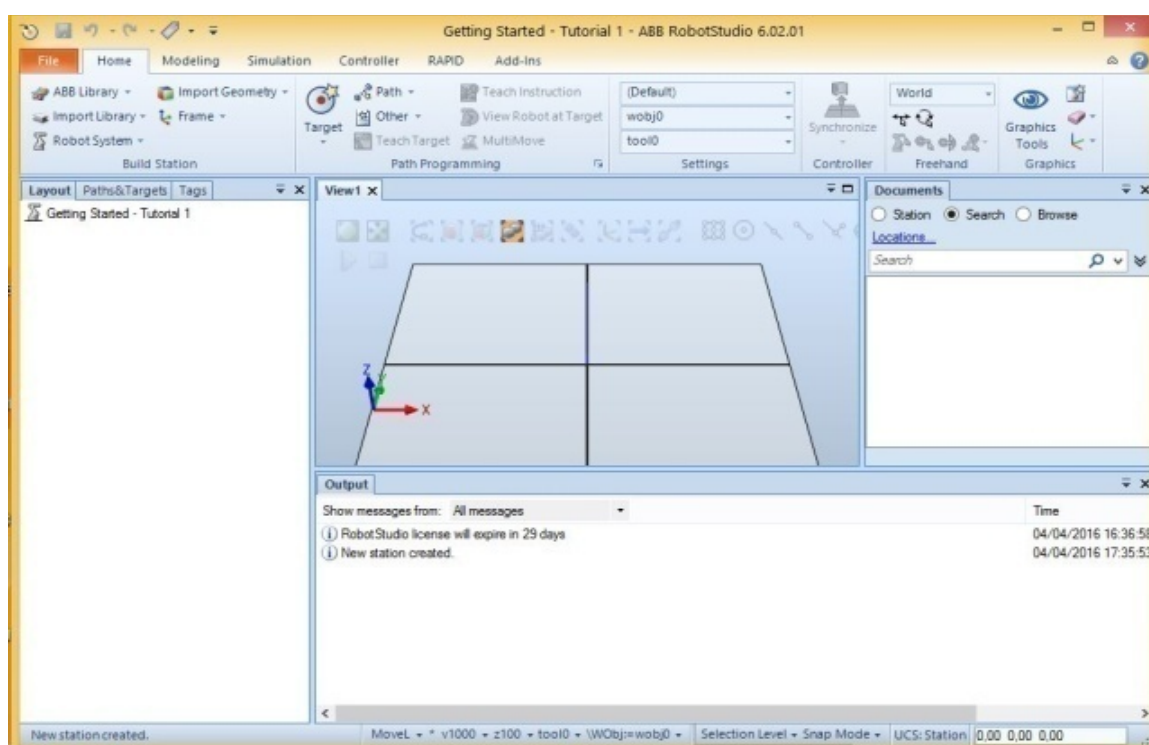 Getting Started - Tutorial 1 - ABB RobotStudio 6.02.01
File Home Modeling Simulation Controller RAPID Add-Ins
ABB Library Import Geometry Path Teach Instruction (Default) World
Import Library Frame Target Other View Robot at Target wobj0 Synchronize Graphics Tools
Robot System Teach Target MultiMove tool0
Build Station Path Programming Settings Controller Freehand Graphics
Layout Paths&Targets Tags View1 Documents
Getting Started - Tutorial 1
Station Search Browse
Locations...
Search
Z
Y
X
Output
Show messages from: All messages Time
RobotStudio license will expire in 29 days 04/04/2016 16:36:58
New station created. 04/04/2016 17:35:53
New station created. MoveL * v1000 z100 tool0 \WObj:=wobj0 Selection Level Snap Mode UCS: Station 0,00 0,00 0,00